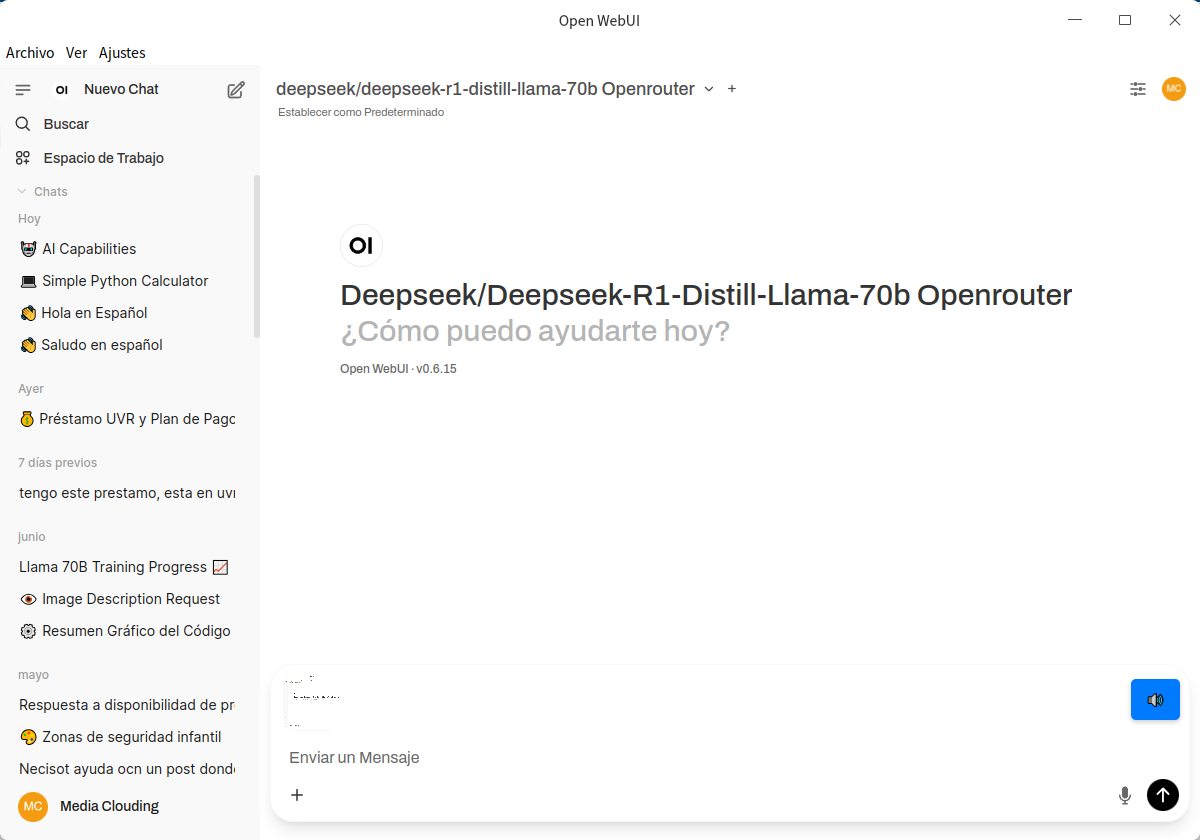 Open WebUI
Archivo Ver Ajustes
OI Nuevo Chat
Buscar
Espacio de Trabajo
Chats
Hoy
AI Capabilities
Simple Python Calculator
Hola en Español
Saludo en español
Ayer
Préstamo UVR y Plan de Pago
7 días previos
tengo este prestamo, esta en uvr
junio
Llama 70B Training Progress
Image Description Request
Resumen Gráfico del Código
mayo
Respuesta a disponibilidad de pr
Zonas de seguridad infantil
Necisot ayuda ocn un post dond
MC Media Clouding
deepseek/deepseek-r1-distill-llama-70b Openrouter
MC
Establecer como Predeterminado
OI
Deepseek/Deepseek-R1-Distill-Llama-70b Openrouter
¿Cómo puedo ayudarte hoy?
Open WebUI · v0.6.15
Enviar un Mensaje